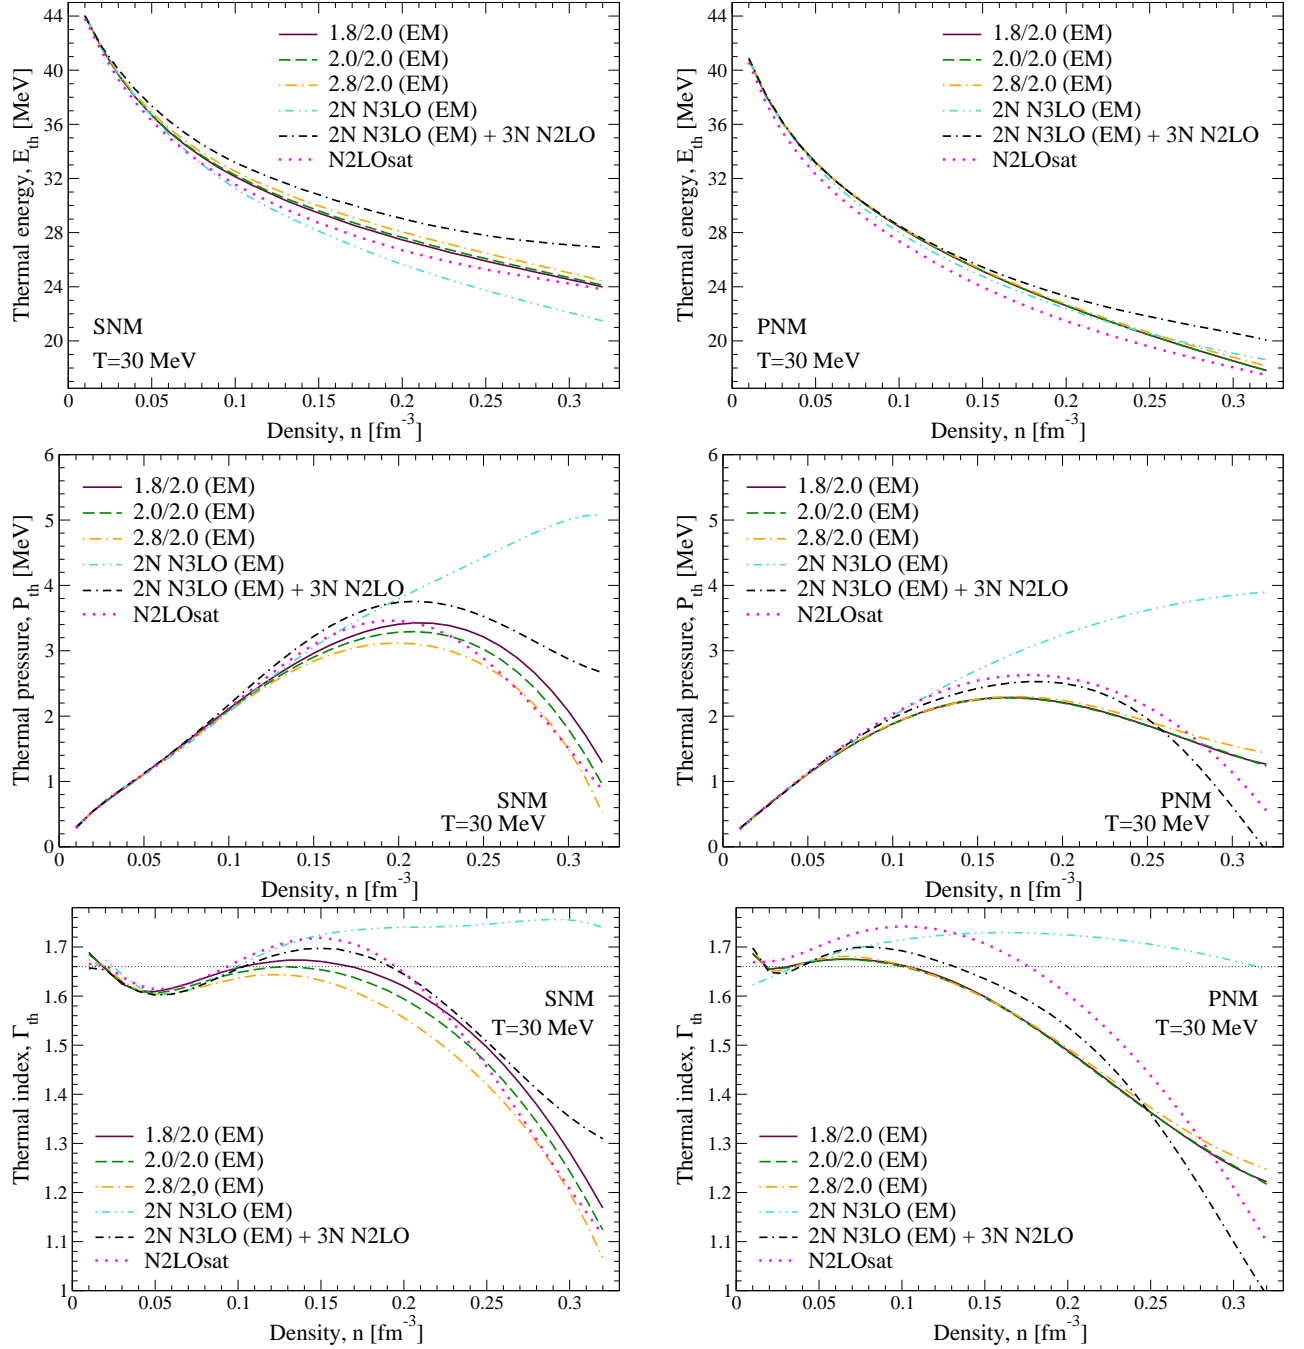 44
40
36
32
28
24
20
Thermal energy, E_th [MeV]
1.8/2.0 (EM)
2.0/2.0 (EM)
2.8/2.0 (EM)
2N N3LO (EM)
2N N3LO (EM) + 3N N2LO
N2LOsat
SNM
T=30 MeV
0 0.05 0.1 0.15 0.2 0.25 0.3
Density, n [fm^-3]
44
40
36
32
28
24
20
Thermal energy, E_th [MeV]
1.8/2.0 (EM)
2.0/2.0 (EM)
2.8/2.0 (EM)
2N N3LO (EM)
2N N3LO (EM) + 3N N2LO
N2LOsat
PNM
T=30 MeV
0 0.05 0.1 0.15 0.2 0.25 0.3
Density, n [fm^-3]
6
5
4
3
2
1
0
Thermal pressure, P_th [MeV]
1.8/2.0 (EM)
2.0/2.0 (EM)
2.8/2.0 (EM)
2N N3LO (EM)
2N N3LO (EM) + 3N N2LO
N2LOsat
SNM
T=30 MeV
0 0.05 0.1 0.15 0.2 0.25 0.3
Density, n [fm^-3]
6
5
4
3
2
1
0
Thermal pressure, P_th [MeV]
1.8/2.0 (EM)
2.0/2.0 (EM)
2.8/2.0 (EM)
2N N3LO (EM)
2N N3LO (EM) + 3N N2LO
N2LOsat
PNM
T=30 MeV
0 0.05 0.1 0.15 0.2 0.25 0.3
Density, n [fm^-3]
1.7
1.6
1.5
1.4
1.3
1.2
1.1
1
Thermal index, Γ_th
SNM
T=30 MeV
1.8/2.0 (EM)
2.0/2.0 (EM)
2.8/2,0 (EM)
2N N3LO (EM)
2N N3LO (EM) + 3N N2LO
N2LOsat
0 0.05 0.1 0.15 0.2 0.25 0.3
Density, n [fm^-3]
1.7
1.6
1.5
1.4
1.3
1.2
1.1
1
Thermal index, Γ_th
PNM
T=30 MeV
1.8/2.0 (EM)
2.0/2.0 (EM)
2.8/2.0 (EM)
2N N3LO (EM)
2N N3LO (EM) + 3N N2LO
N2LOsat
0 0.05 0.1 0.15 0.2 0.25 0.3
Density, n [fm^-3]